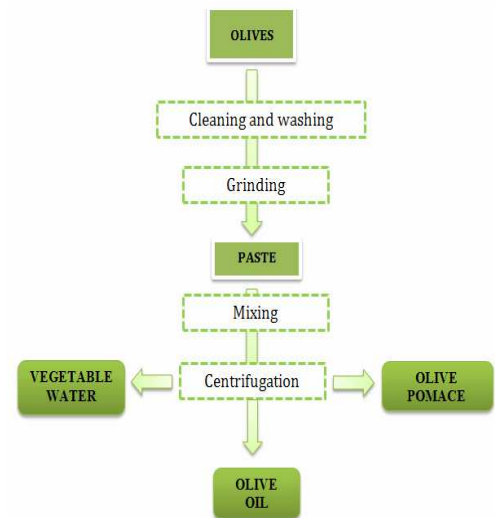 OLIVES
Cleaning and washing
Grinding
PASTE
Mixing
VEGETABLE
WATER
Centrifugation
OLIVE
POMACE
OLIVE
OIL